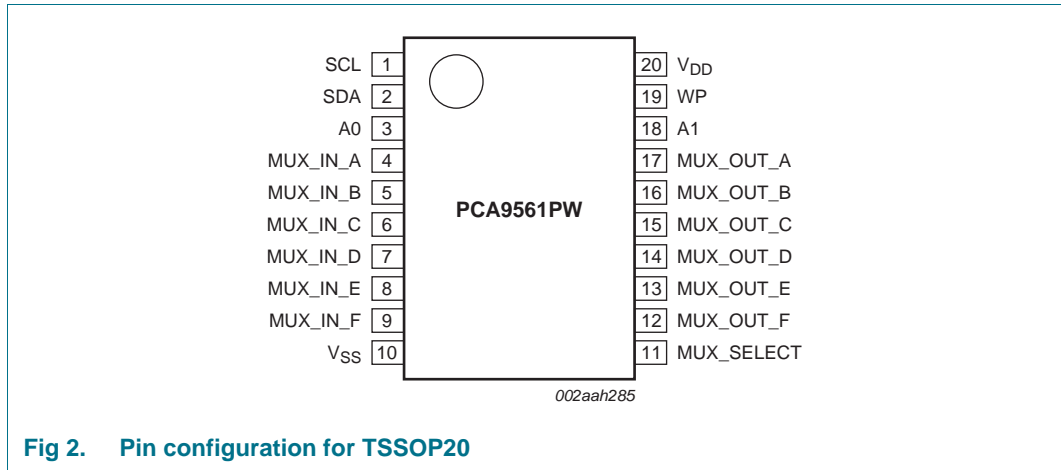 SCL 1
SDA 2
A0 3
MUX_IN_A 4
MUX_IN_B 5
MUX_IN_C 6
MUX_IN_D 7
MUX_IN_E 8
MUX_IN_F 9
VSS 10
PCA9561PW
20 VDD
19 WP
18 A1
17 MUX_OUT_A
16 MUX_OUT_B
15 MUX_OUT_C
14 MUX_OUT_D
13 MUX_OUT_E
12 MUX_OUT_F
11 MUX_SELECT
002aah285
Fig 2. Pin configuration for TSSOP20